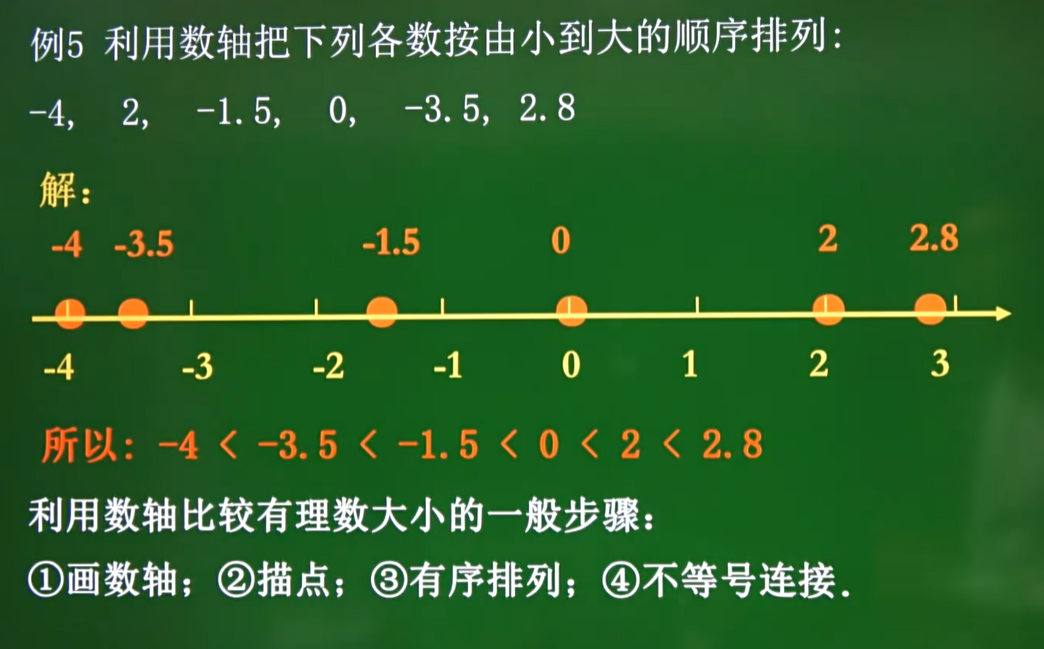 例5 利用数轴把下列各数按由小到大的顺序排列：
-4, 2, -1.5, 0, -3.5, 2.8
解：
-4 -3.5 -1.5 0 2 2.8
-4 -3 -2 -1 0 1 2 3
所以：-4 < -3.5 < -1.5 < 0 < 2 < 2.8
利用数轴比较有理数大小的一般步骤：
①画数轴；②描点；③有序排列；④不等号连接．